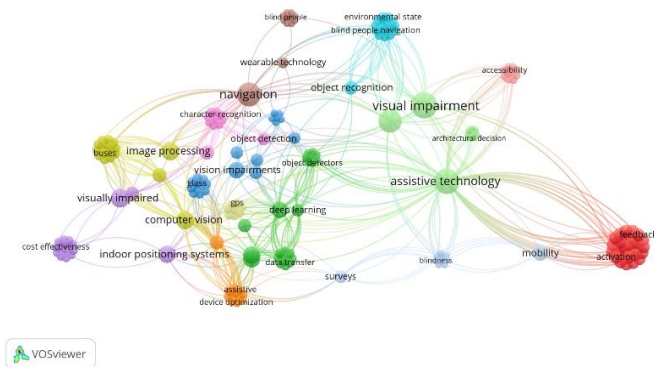 blind people
environmental state
blind people navigation
wearable technology
accessibility
object recognition
navigation
visual impairment
character recognition
object detection
architectural decision
buses
image processing
object detectors
vision impairments
assistive technology
glass
visually impaired
gps
deep learning
computer vision
feedback
cost effectiveness
indoor positioning systems
data transfer
blindness
mobility
activation
surveys
assistive
device optimization
VOSviewer